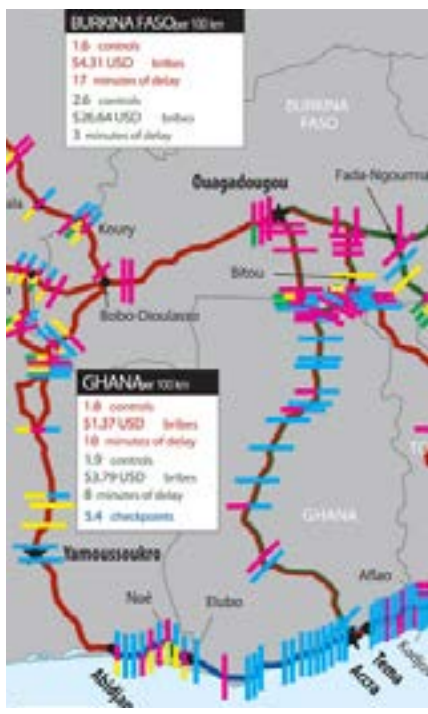 BURKINA FASO per 100 km
1.6 controls
$4.31 USD bribes
17 minutes of delay
2.6 controls
$26.64 USD bribes
3 minutes of delay
BURKINA
FASO
Ouagadougou
Fada-Ngourma
Koury
Bitou
Bobo-Dioulasso
GHANA per 100 km
1.8 controls
$1.37 USD bribes
10 minutes of delay
1.9 controls
$3.79 USD bribes
8 minutes of delay
5.4 checkpoints
GHANA
Yamoussoukro
Aflao
Noé
Elubo
Abidjan
Tema
Accra